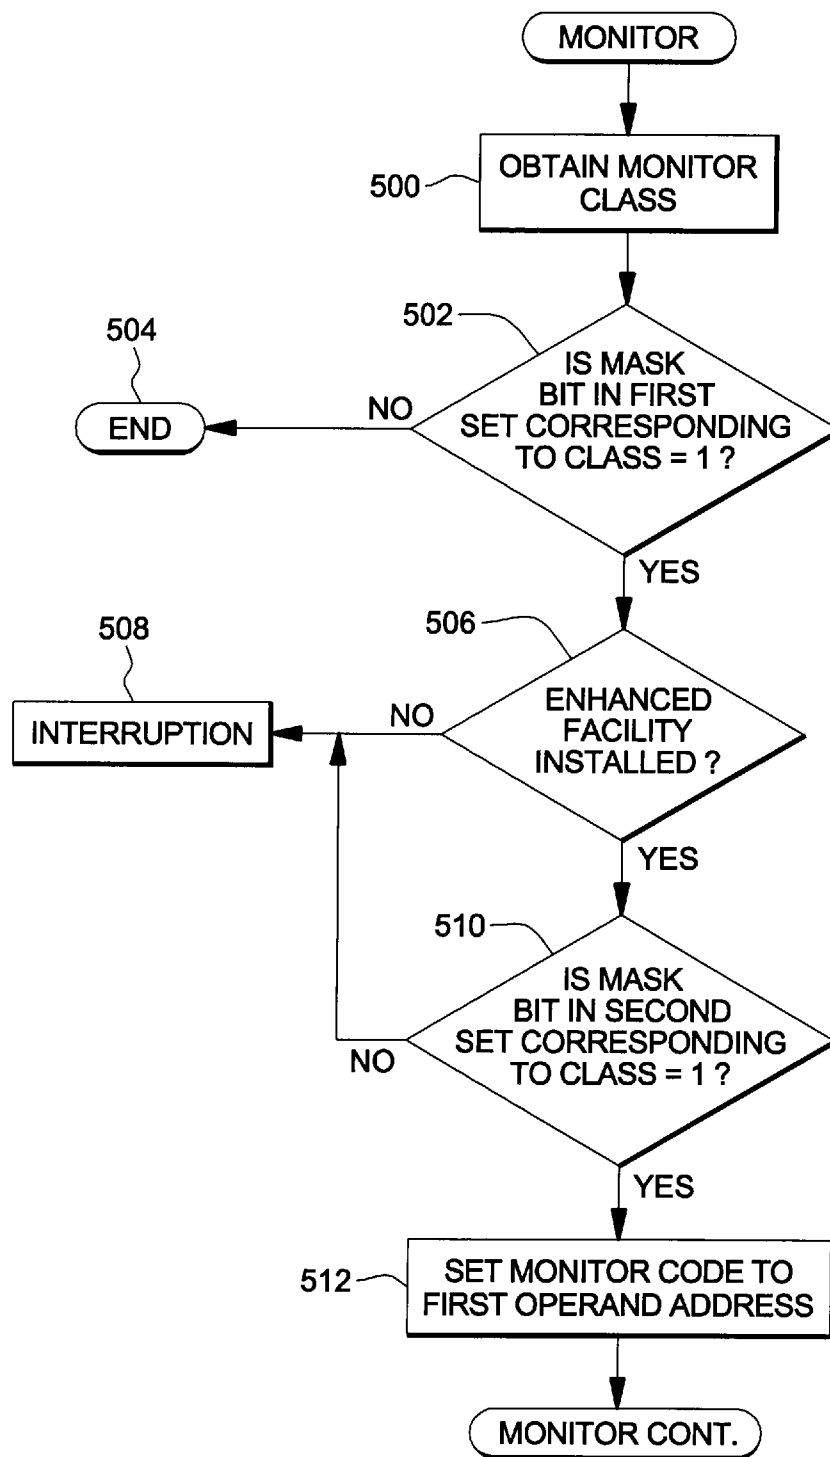 MONITOR
500
OBTAIN MONITOR
CLASS
502
504
IS MASK
BIT IN FIRST
SET CORRESPONDING
TO CLASS = 1 ?
NO
END
YES
506
508
ENHANCED
FACILITY
INSTALLED ?
NO
INTERRUPTION
YES
510
IS MASK
BIT IN SECOND
SET CORRESPONDING
TO CLASS = 1 ?
NO
YES
512
SET MONITOR CODE TO
FIRST OPERAND ADDRESS
MONITOR CONT.